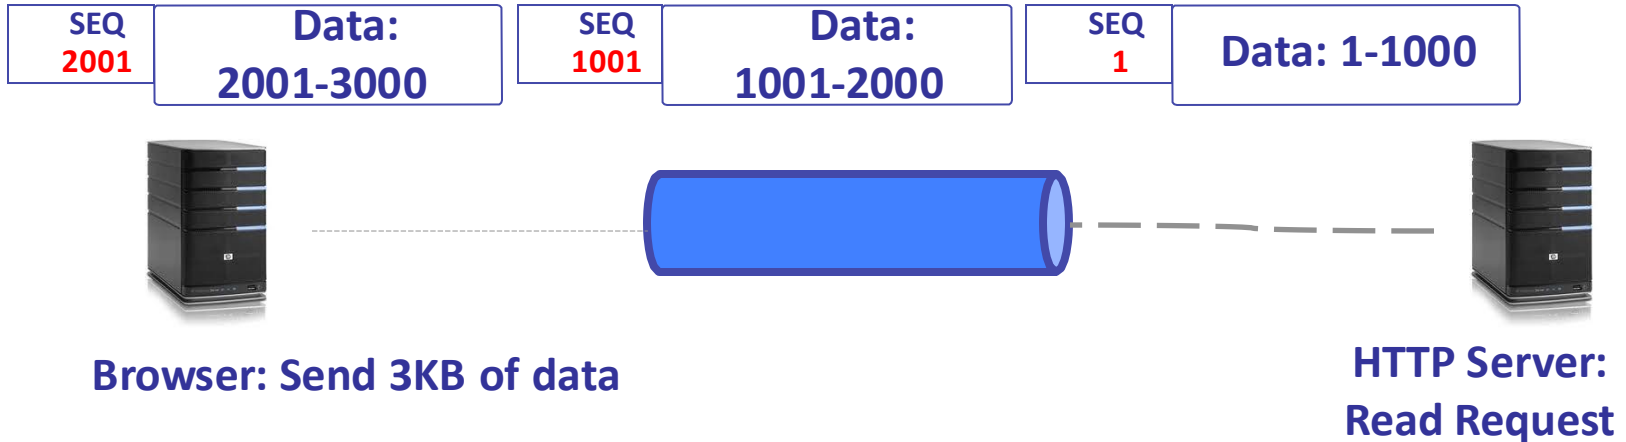 SEQ
2001
Data:
2001-3000
SEQ
1001
Data:
1001-2000
SEQ
1
Data: 1-1000
Browser: Send 3KB of data
HTTP Server:
Read Request